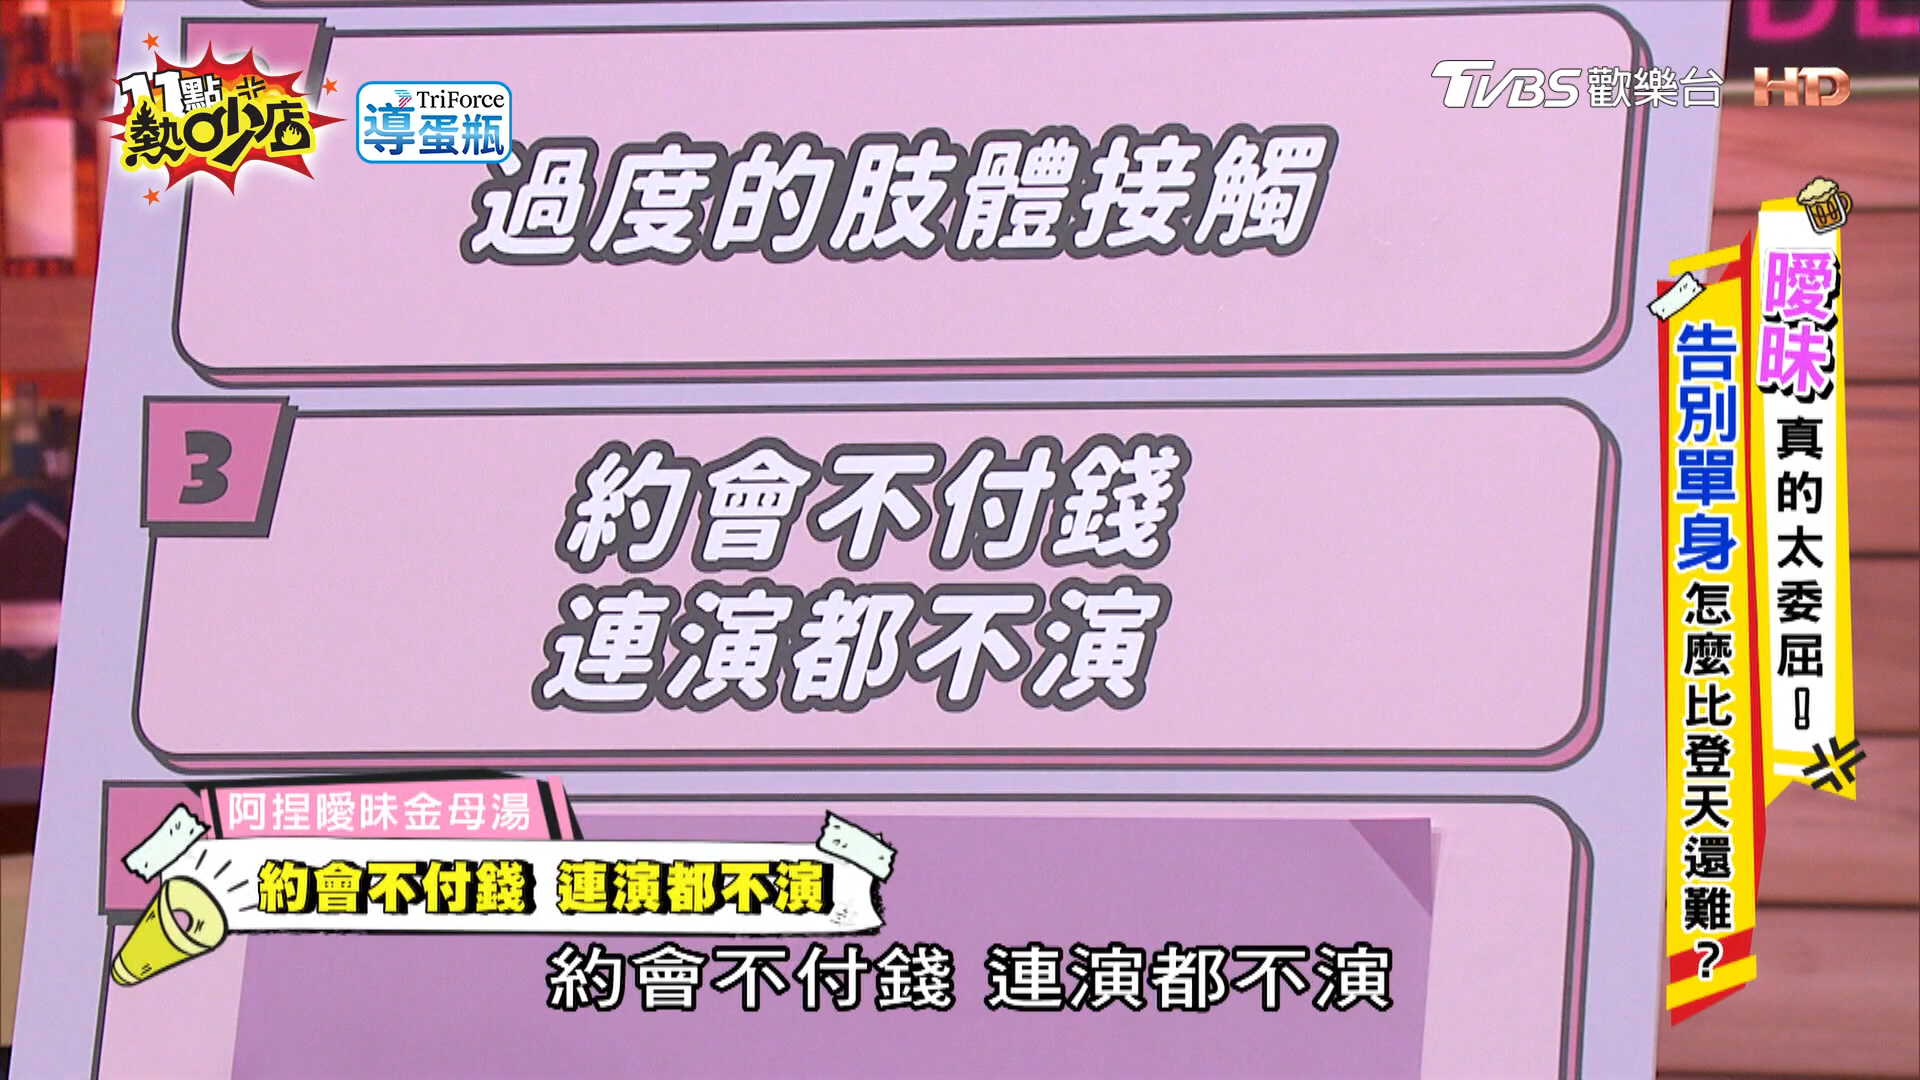 11點
熱吵店
TriForce
導蛋瓶
TVBS歡樂台 HD
過度的肢體接觸
3
約會不付錢
連演都不演
曖昧真的太委屈！
告別單身怎麼比登天還難？
阿捏曖昧金母湯
約會不付錢 連演都不演
約會不付錢 連演都不演